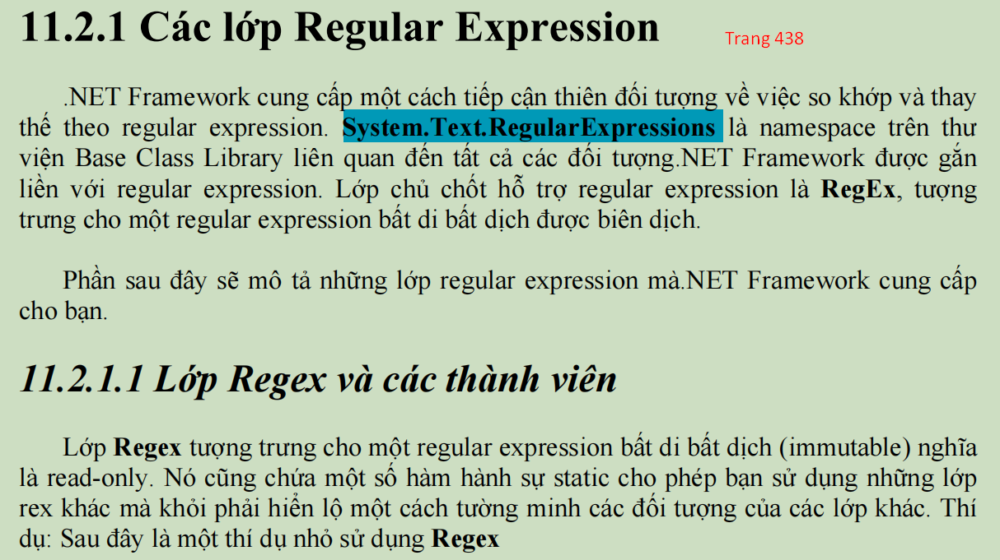 11.2.1 Các lớp Regular Expression
Trang 438
.NET Framework cung cấp một cách tiếp cận thiên đối tượng về việc so khớp và thay
thế theo regular expression. System.Text.RegularExpressions là namespace trên thư
viện Base Class Library liên quan đến tất cả các đối tượng.NET Framework được gắn
liền với regular expression. Lớp chủ chốt hỗ trợ regular expression là RegEx, tượng
trưng cho một regular expression bất di bất dịch được biên dịch.
Phần sau đây sẽ mô tả những lớp regular expression mà.NET Framework cung cấp
cho bạn.
11.2.1.1 Lớp Regex và các thành viên
Lớp Regex tượng trưng cho một regular expression bất di bất dịch (immutable) nghĩa
là read-only. Nó cũng chứa một số hàm hành sự static cho phép bạn sử dụng những lớp
rex khác mà khỏi phải hiển lộ một cách tường minh các đối tượng của các lớp khác. Thí
dụ: Sau đây là một thí dụ nhỏ sử dụng Regex